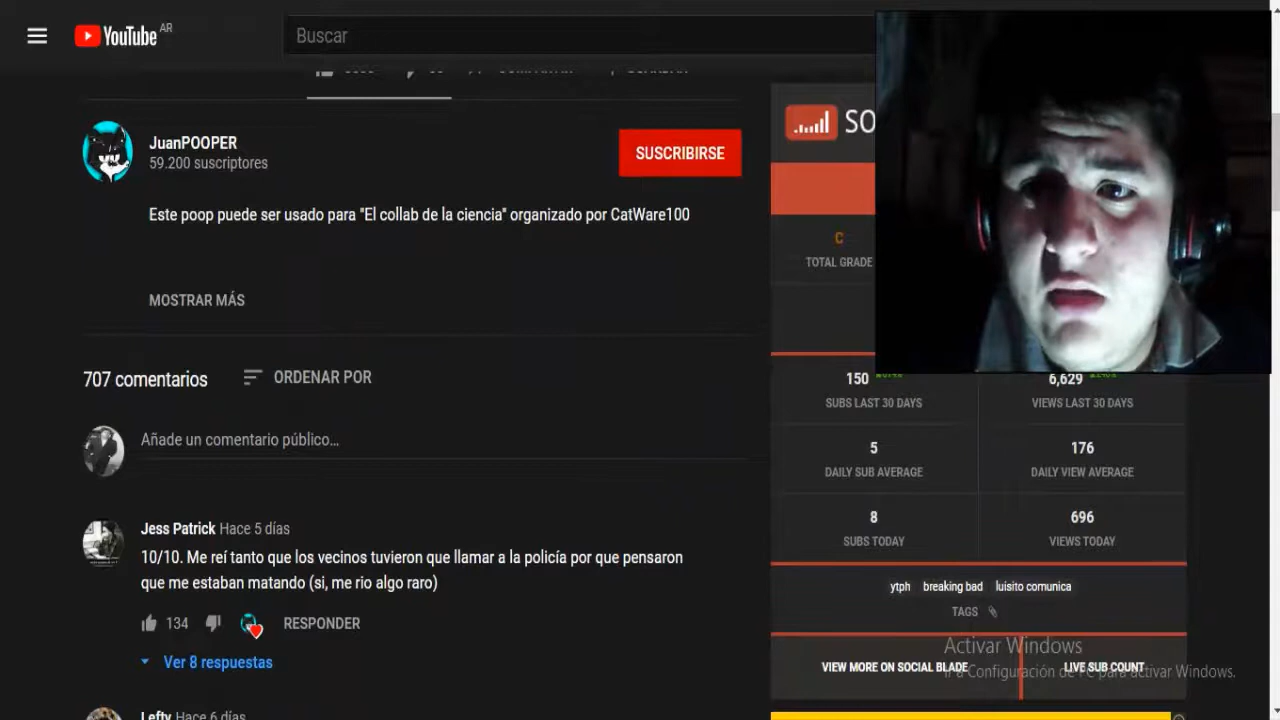 YouTube AR
Buscar
JuanPOOPER
59.200 suscriptores
SUSCRIBIRSE
Este poop puede ser usado para "El collab de la ciencia" organizado por CatWare100
MOSTRAR MÁS
707 comentarios
ORDENAR POR
Añade un comentario público...
Jess Patrick Hace 5 días
10/10. Me reí tanto que los vecinos tuvieron que llamar a la policía por que pensaron
que me estaban matando (si, me rio algo raro)
134
RESPONDER
Ver 8 respuestas
Lefty Hace 6 días
SO
C
TOTAL GRADE
150
SUBS LAST 30 DAYS
6,629
VIEWS LAST 30 DAYS
5
DAILY SUB AVERAGE
176
DAILY VIEW AVERAGE
8
SUBS TODAY
696
VIEWS TODAY
ytph breaking bad luisito comunica
TAGS
VIEW MORE ON SOCIAL BLADE
LIVE SUB COUNT
Activar Windows
Ir a Configuración de PC para activar Windows.